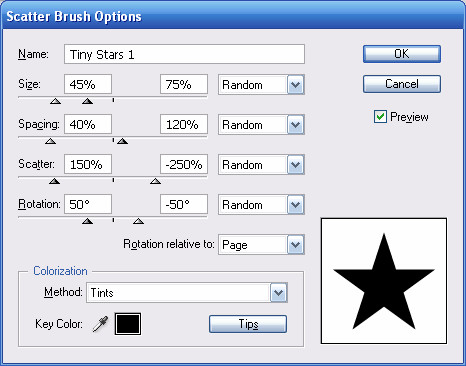 Scatter Brush Options
Name: Tiny Stars 1 OK
Size: 45% 75% Random Cancel
Preview
Spacing: 40% 120% Random
Scatter: 150% -250% Random
Rotation: 50° -50° Random
Rotation relative to: Page
Colorization
Method: Tints
Key Color: Tips